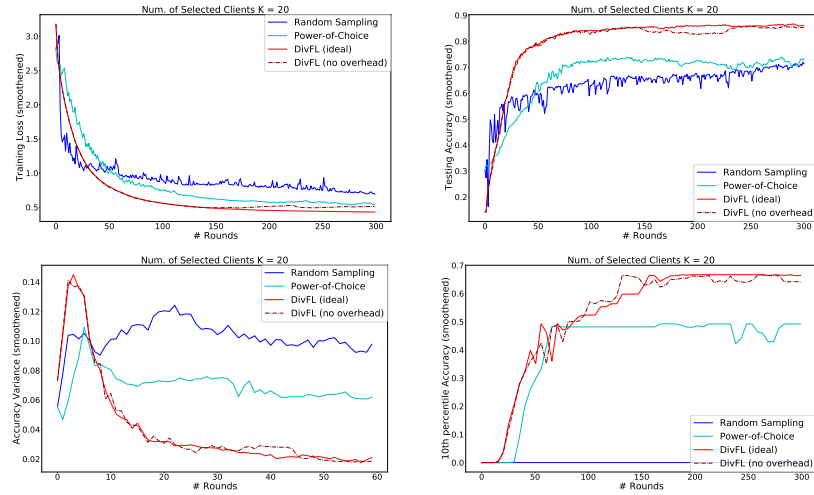 Num. of Selected Clients K = 20
Training Loss (smoothened)
3.0
2.5
2.0
1.5
1.0
0.5
0
50
100
150
200
250
300
# Rounds
Random Sampling
Power-of-Choice
DivFL (ideal)
DivFL (no overhead)
Num. of Selected Clients K = 20
Testing Accuracy (smoothened)
0.9
0.8
0.7
0.6
0.5
0.4
0.3
0.2
0
50
100
150
200
250
300
# Rounds
Random Sampling
Power-of-Choice
DivFL (ideal)
DivFL (no overhead)
Num. of Selected Clients K = 20
Accuracy Variance (smoothened)
0.14
0.12
0.10
0.08
0.06
0.04
0.02
0
10
20
30
40
50
60
# Rounds
Random Sampling
Power-of-Choice
DivFL (ideal)
DivFL (no overhead)
Num. of Selected Clients K = 20
10th percentile Accuracy (smoothened)
0.7
0.6
0.5
0.4
0.3
0.2
0.1
0.0
0
50
100
150
200
250
300
# Rounds
Random Sampling
Power-of-Choice
DivFL (ideal)
DivFL (no overhead)